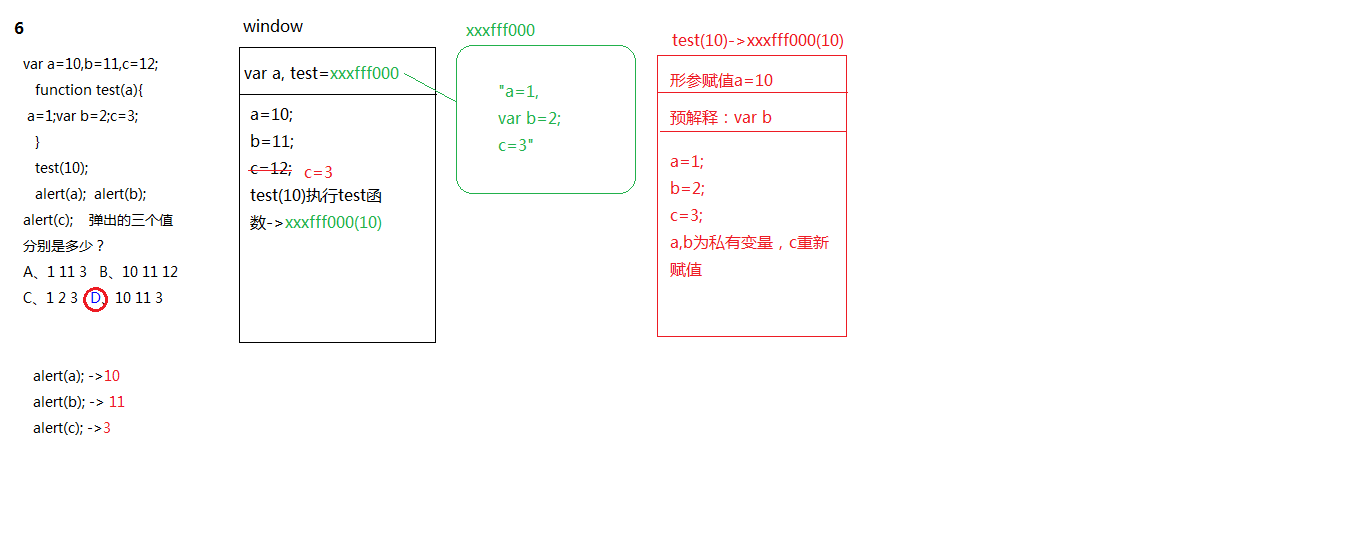 6
var a=10,b=11,c=12;
function test(a){
a=1;var b=2;c=3;
}
test(10);
alert(a);  alert(b);
alert(c);    弹出的三个值
分别是多少？
A、1 11 3   B、10 11 12
C、1 2 3   D、10 11 3
alert(a); ->10
alert(b); -> 11
alert(c); ->3
window
var a, test=xxxfff000
a=10;
b=11;
c=12;   c=3
test(10)执行test函
数->xxxfff000(10)
xxxfff000
"a=1,
var b=2;
c=3"
test(10)->xxxfff000(10)
形参赋值a=10
预解释：var b
a=1;
b=2;
c=3;
a,b为私有变量，c重新
赋值